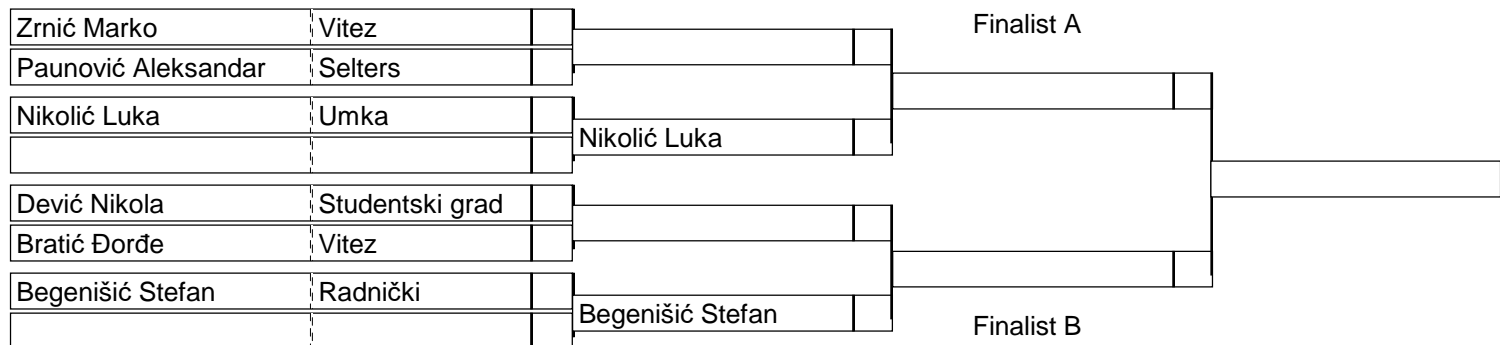 Finalist A
Zrnić Marko Vitez
Paunović Aleksandar Selters
Nikolić Luka Umka
Nikolić Luka
Dević Nikola Studentski grad
Bratić Đorđe Vitez
Begenišić Stefan Radnički
Begenišić Stefan
Finalist B